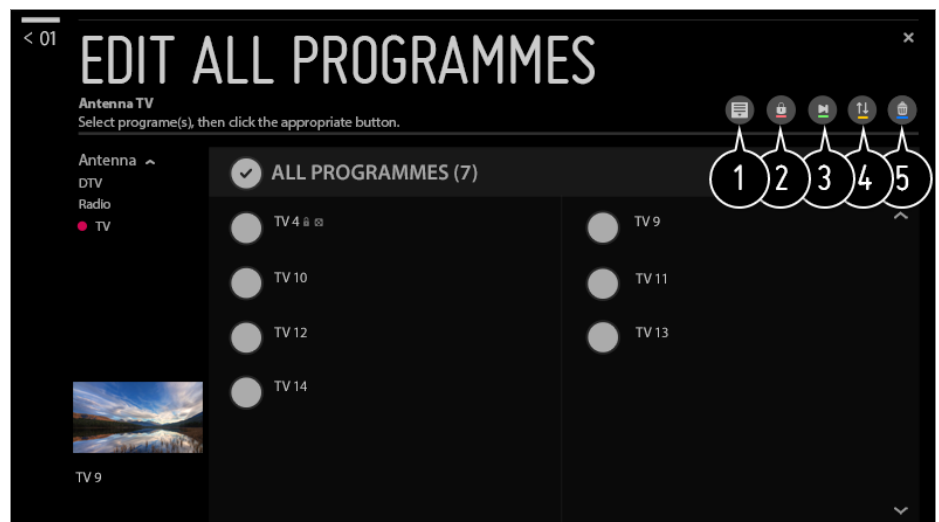 < 01
EDIT ALL PROGRAMMES
×
Antenna TV
Select programe(s), then click the appropriate button.
1 2 3 4 5
Antenna
DTV
Radio
TV
ALL PROGRAMMES (7)
TV 4
TV 9
TV 10
TV 11
TV 12
TV 13
TV 14
TV 9